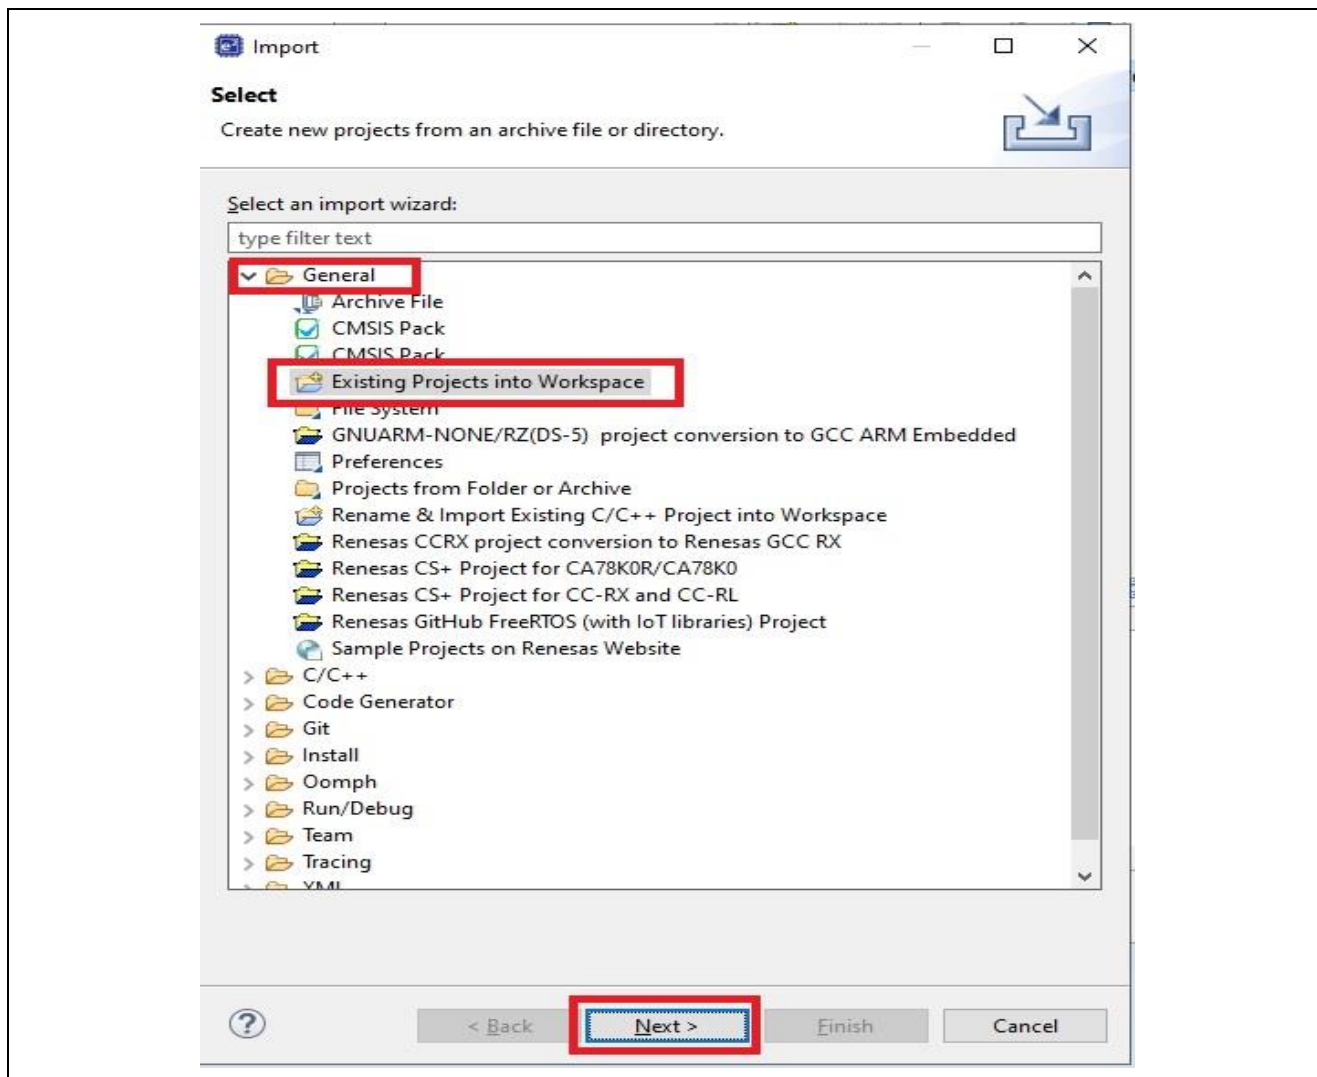 Import
Select
Create new projects from an archive file or directory.
Select an import wizard:
type filter text
General
Archive File
CMSIS Pack
CMSIS Pack
Existing Projects into Workspace
File System
GNUARM-NONE/RZ(DS-5)  project conversion to GCC ARM Embedded
Preferences
Projects from Folder or Archive
Rename & Import Existing C/C++ Project into Workspace
Renesas CCRX project conversion to Renesas GCC RX
Renesas CS+ Project for CA78K0R/CA78K0
Renesas CS+ Project for CC-RX and CC-RL
Renesas GitHub FreeRTOS (with IoT libraries) Project
Sample Projects on Renesas Website
C/C++
Code Generator
Git
Install
Oomph
Run/Debug
Team
Tracing
XML
< Back Next > Finish Cancel